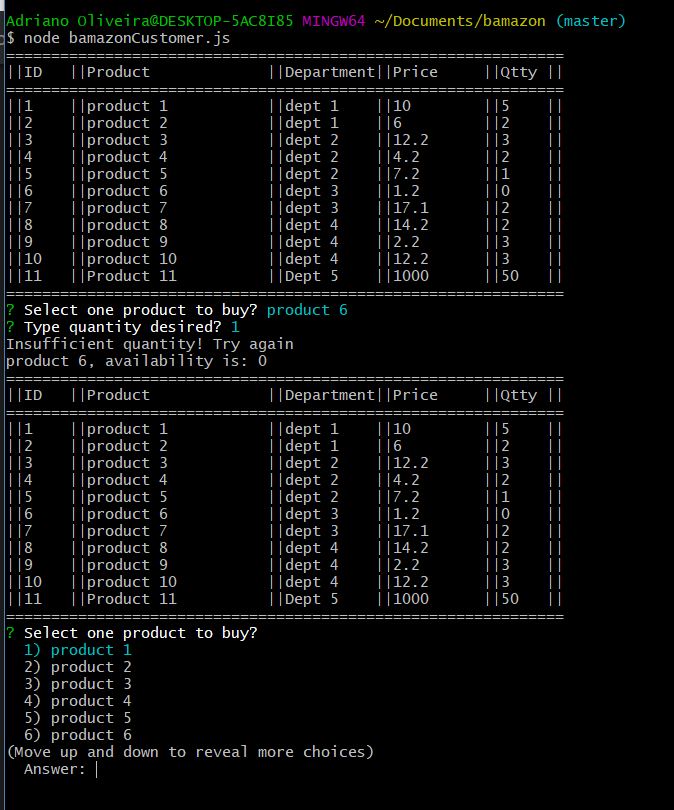 Adriano Oliveira@DESKTOP-5AC8I85 MINGW64 ~/Documents/bamazon (master)
$ node bamazonCustomer.js
==============================================================
||ID   ||Product             ||Department||Price     ||Qtty ||
==============================================================
||1    ||product 1           ||dept 1    ||10        ||5    ||
||2    ||product 2           ||dept 1    ||6         ||2    ||
||3    ||product 3           ||dept 2    ||12.2      ||3    ||
||4    ||product 4           ||dept 2    ||4.2       ||2    ||
||5    ||product 5           ||dept 2    ||7.2       ||1    ||
||6    ||product 6           ||dept 3    ||1.2       ||0    ||
||7    ||product 7           ||dept 3    ||17.1      ||2    ||
||8    ||product 8           ||dept 4    ||14.2      ||2    ||
||9    ||product 9           ||dept 4    ||2.2       ||3    ||
||10   ||product 10          ||dept 4    ||12.2      ||3    ||
||11   ||Product 11          ||Dept 5    ||1000      ||50   ||
==============================================================
? Select one product to buy? product 6
? Type quantity desired? 1
Insufficient quantity! Try again
product 6, availability is: 0
==============================================================
||ID   ||Product             ||Department||Price     ||Qtty ||
==============================================================
||1    ||product 1           ||dept 1    ||10        ||5    ||
||2    ||product 2           ||dept 1    ||6         ||2    ||
||3    ||product 3           ||dept 2    ||12.2      ||3    ||
||4    ||product 4           ||dept 2    ||4.2       ||2    ||
||5    ||product 5           ||dept 2    ||7.2       ||1    ||
||6    ||product 6           ||dept 3    ||1.2       ||0    ||
||7    ||product 7           ||dept 3    ||17.1      ||2    ||
||8    ||product 8           ||dept 4    ||14.2      ||2    ||
||9    ||product 9           ||dept 4    ||2.2       ||3    ||
||10   ||product 10          ||dept 4    ||12.2      ||3    ||
||11   ||Product 11          ||Dept 5    ||1000      ||50   ||
==============================================================
? Select one product to buy?
  1) product 1
  2) product 2
  3) product 3
  4) product 4
  5) product 5
  6) product 6
(Move up and down to reveal more choices)
  Answer: